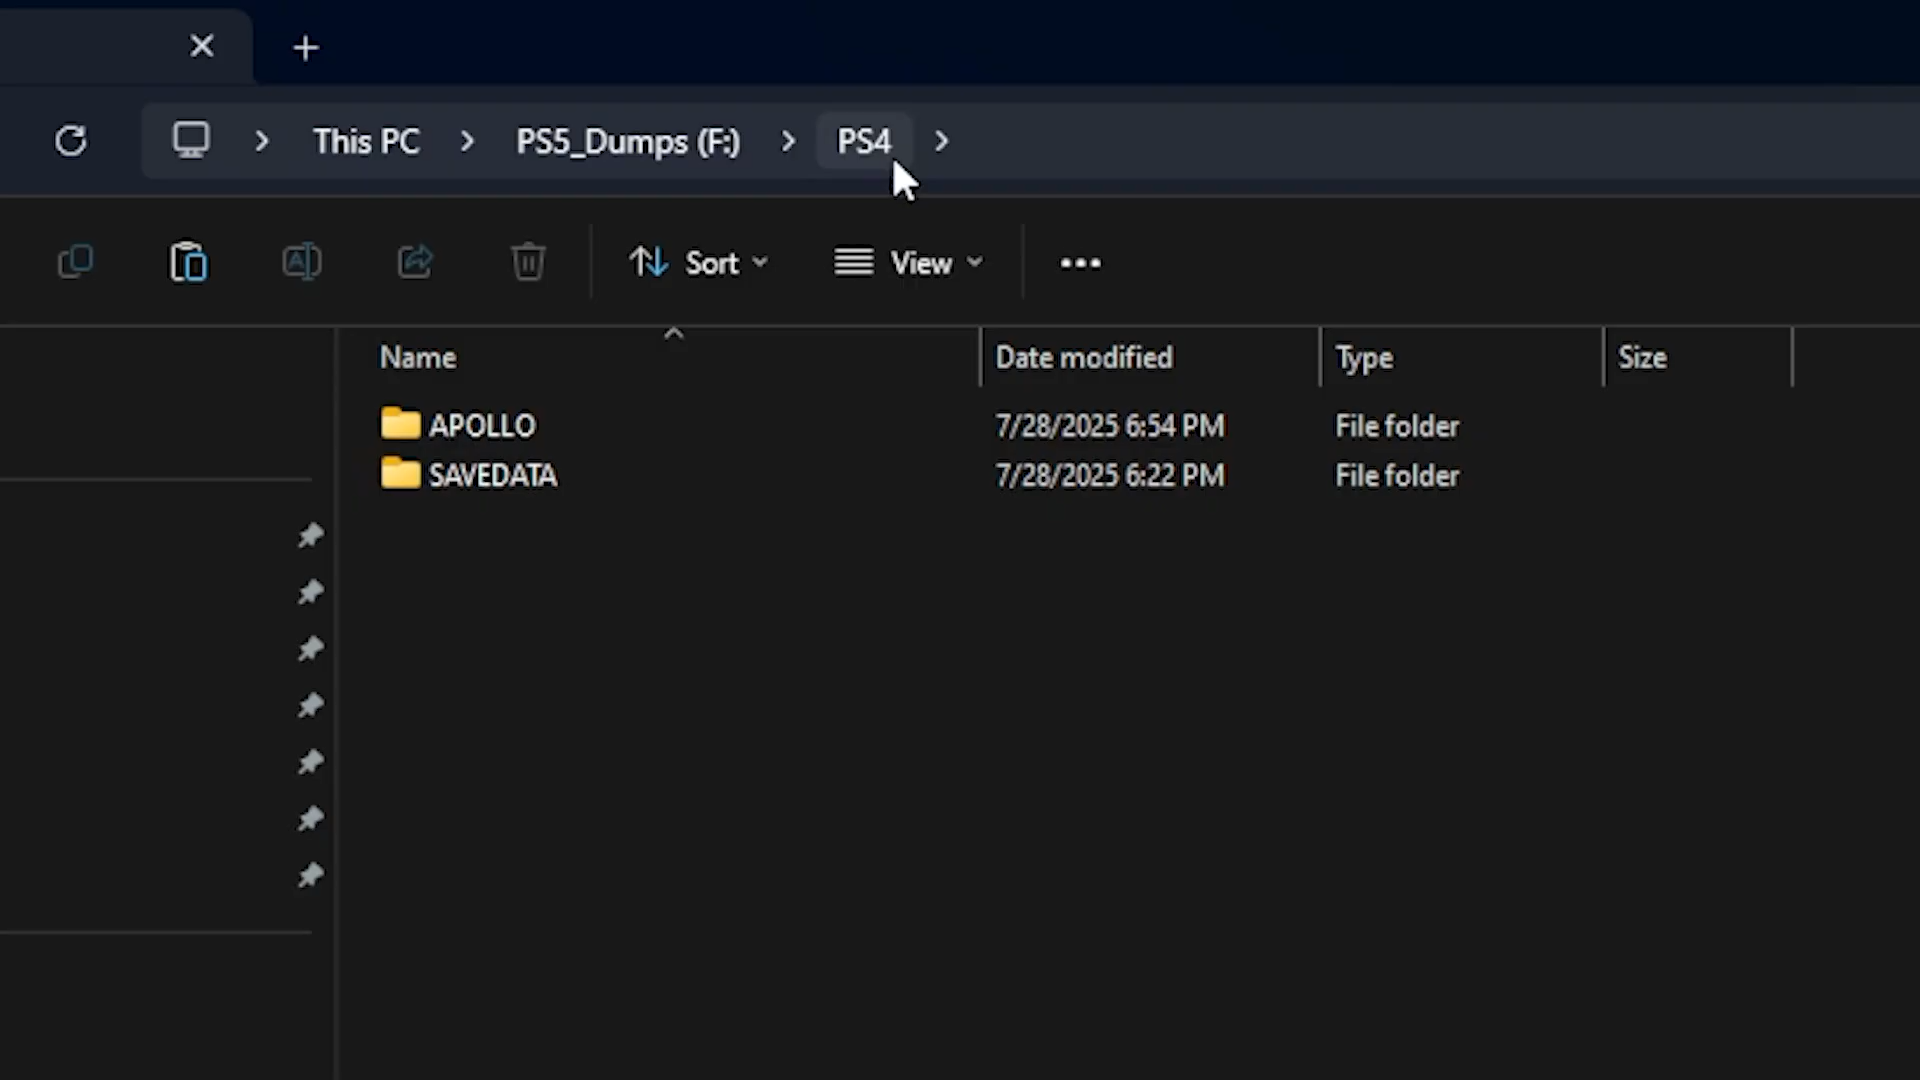 This PC > PS5_Dumps (F:) > PS4 >
Sort View
Name Date modified Type Size
APOLLO 7/28/2025 6:54 PM File folder
SAVEDATA 7/28/2025 6:22 PM File folder